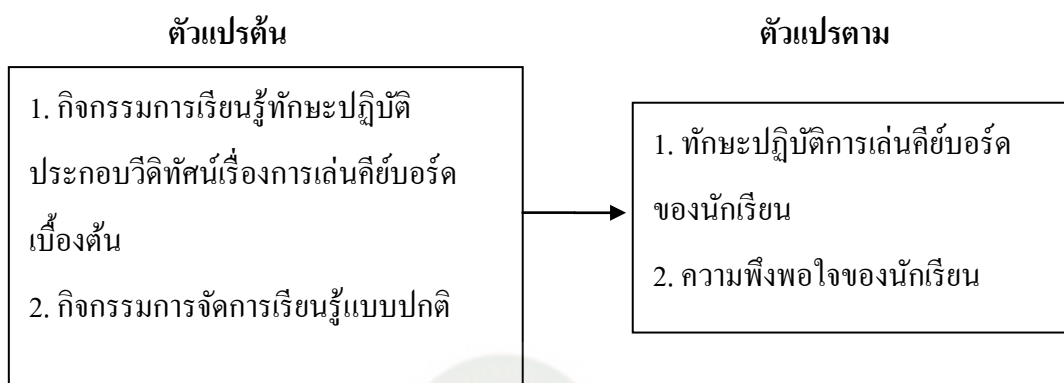 ตัวแปรต้น
1. กิจกรรมการเรียนรู้ทักษะปฏิบัติ
ประกอบวีดิทัศน์เรื่องการเล่นคีย์บอร์ด
เบื้องต้น
2. กิจกรรมการจัดการเรียนรู้แบบปกติ
ตัวแปรตาม
1. ทักษะปฏิบัติการเล่นคีย์บอร์ด
ของนักเรียน
2. ความพึงพอใจของนักเรียน